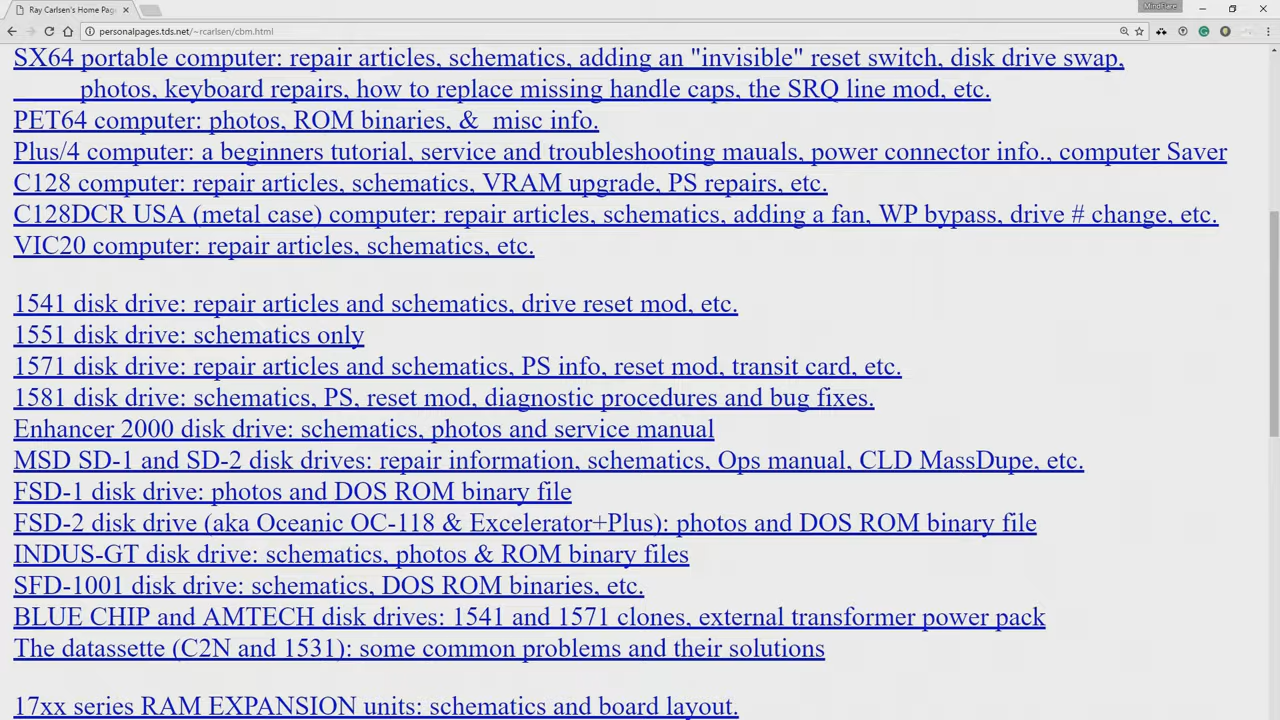 MindFlare
Ray Carlsen's Home Pag
personalpages.tds.net/~rcarlsen/cbm.html
SX64 portable computer: repair articles, schematics, adding an "invisible" reset switch, disk drive swap,
photos, keyboard repairs, how to replace missing handle caps, the SRQ line mod, etc.
PET64 computer: photos, ROM binaries, & misc info.
Plus/4 computer: a beginners tutorial, service and troubleshooting mauals, power connector info., computer Saver
C128 computer: repair articles, schematics, VRAM upgrade, PS repairs, etc.
C128DCR USA (metal case) computer: repair articles, schematics, adding a fan, WP bypass, drive # change, etc.
VIC20 computer: repair articles, schematics, etc.
1541 disk drive: repair articles and schematics, drive reset mod, etc.
1551 disk drive: schematics only
1571 disk drive: repair articles and schematics, PS info, reset mod, transit card, etc.
1581 disk drive: schematics, PS, reset mod, diagnostic procedures and bug fixes.
Enhancer 2000 disk drive: schematics, photos and service manual
MSD SD-1 and SD-2 disk drives: repair information, schematics, Ops manual, CLD MassDupe, etc.
FSD-1 disk drive: photos and DOS ROM binary file
FSD-2 disk drive (aka Oceanic OC-118 & Excelerator+Plus): photos and DOS ROM binary file
INDUS-GT disk drive: schematics, photos & ROM binary files
SFD-1001 disk drive: schematics, DOS ROM binaries, etc.
BLUE CHIP and AMTECH disk drives: 1541 and 1571 clones, external transformer power pack
The datassette (C2N and 1531): some common problems and their solutions
17xx series RAM EXPANSION units: schematics and board layout.